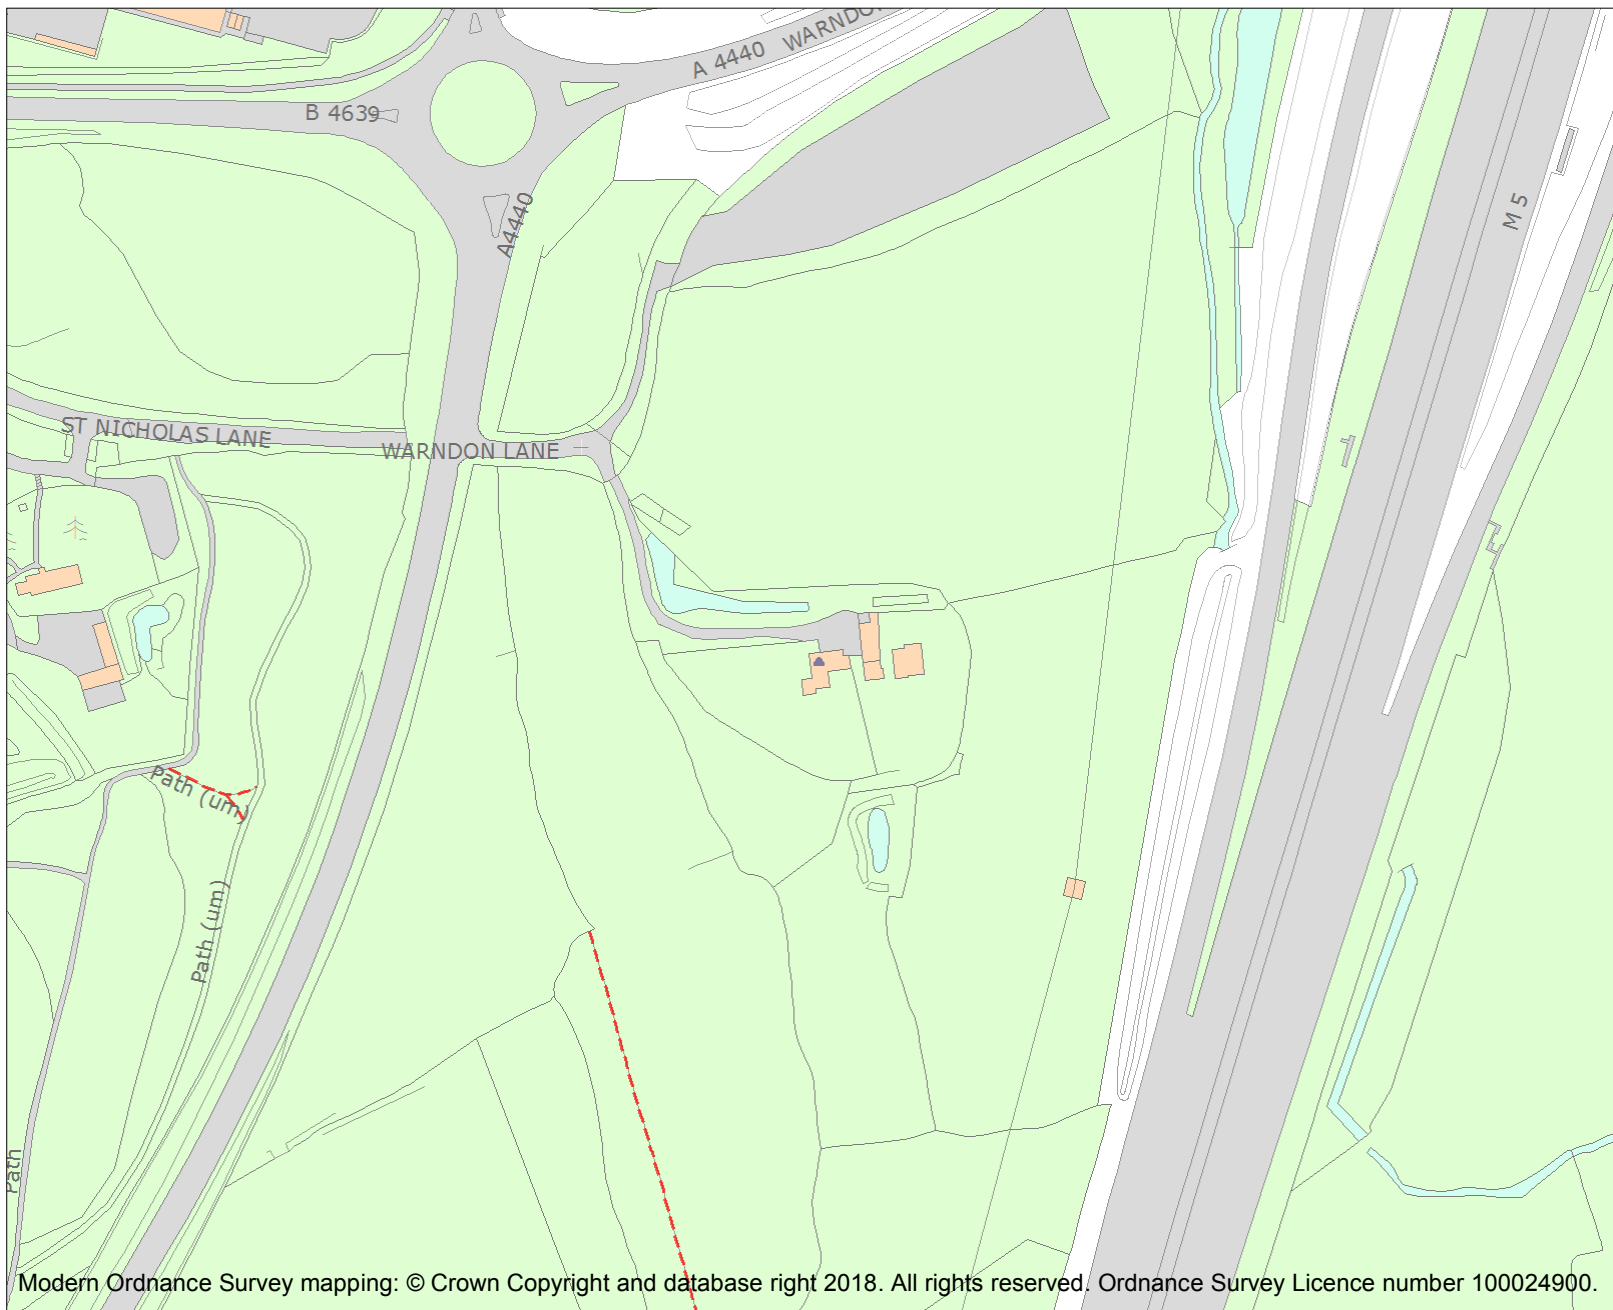 A 4440 WARNDO
B 4639
A4440
M 5
ST NICHOLAS LANE
WARNDON LANE
Path (um)
Path (um)
Path
Modern Ordnance Survey mapping: © Crown Copyright and database right 2018. All rights reserved. Ordnance Survey Licence number 100024900.